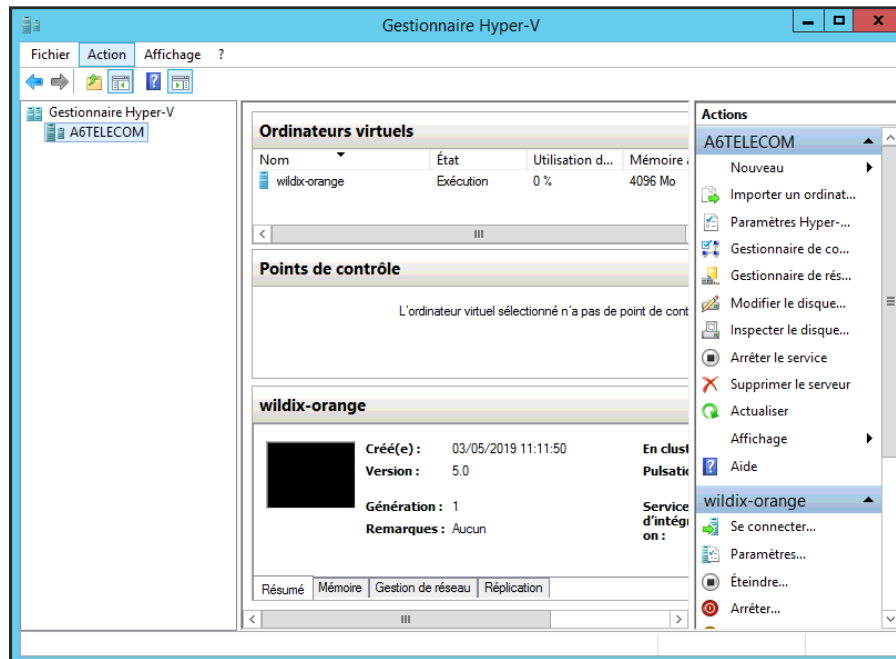 Gestionnaire Hyper-V
Fichier Action Affichage ?
Gestionnaire Hyper-V
A6TELECOM
Ordinateurs virtuels
Nom État Utilisation d... Mémoire
wildix-orange Exécution 0 % 4096 Mo
Points de contrôle
L'ordinateur virtuel sélectionné n'a pas de point de cont
wildix-orange
Créé(e) : 03/05/2019 11:11:50 En clust
Version : 5.0 Pulsati
Génération : 1 Service
d'intégr
Remarques : Aucun on :
Résumé Mémoire Gestion de réseau Réplication
Actions
A6TELECOM
Nouveau
Importer un ordinat...
Paramètres Hyper-...
Gestionnaire de co...
Gestionnaire de rés...
Modifier le disque...
Inspecter le disque...
Arrêter le service
Supprimer le serveur
Actualiser
Affichage
Aide
wildix-orange
Se connecter...
Paramètres...
Éteindre...
Arrêter...